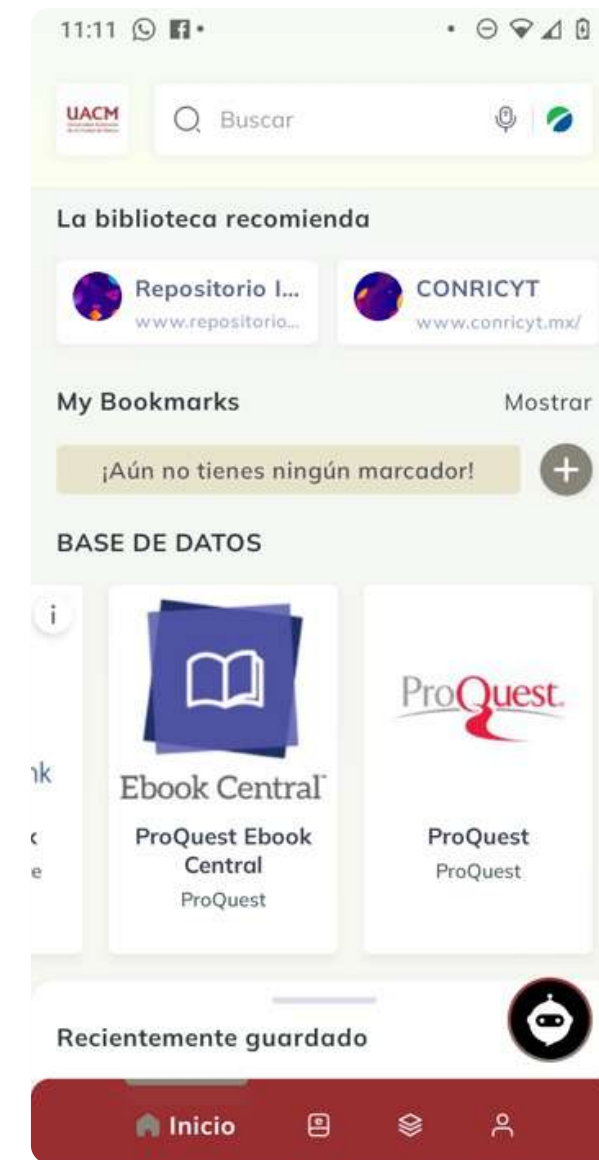 11:11
UACM
Buscar
La biblioteca recomienda
Repositorio I...
www.repositorio...
CONRICYT
www.conricyt.mx/
My Bookmarks
Mostrar
¡Aún no tienes ningún marcador!
BASE DE DATOS
i
nk
k
e
Ebook Central
ProQuest Ebook
Central
ProQuest
ProQuest
ProQuest
ProQuest
Recientemente guardado
Inicio